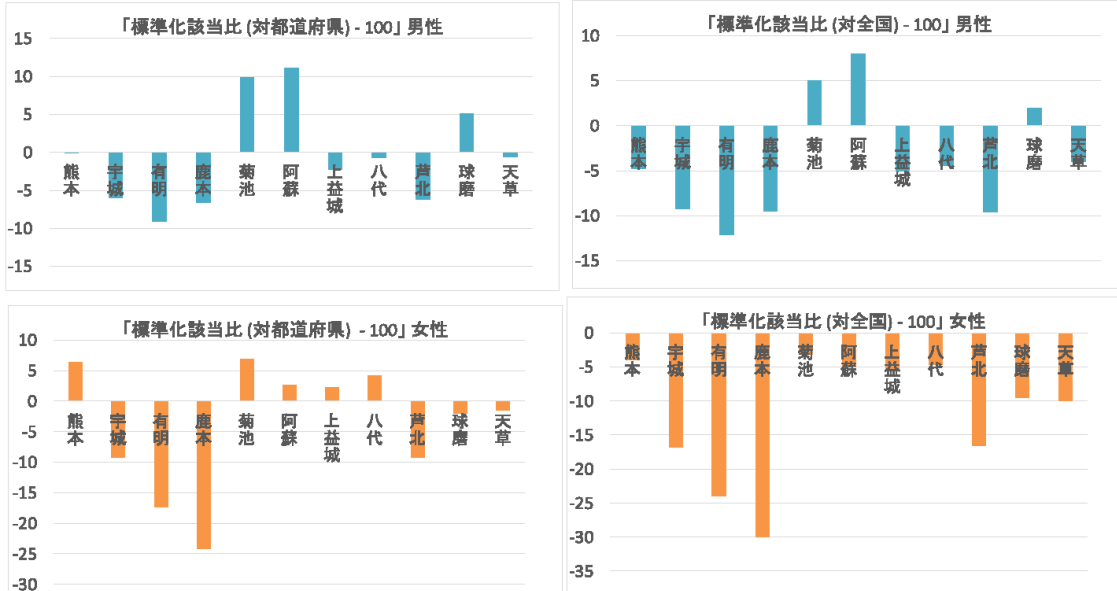 「標準化該当比 (対都道府県) - 100」 男性
15
10
5
0
-5
-10
-15
熊本
宇城
有明
鹿本
菊池
阿蘇
上益城
八代
芦北
球磨
天草
「標準化該当比 (対全国) - 100」 男性
10
5
0
-5
-10
-15
熊本
宇城
有明
鹿本
菊池
阿蘇
上益城
八代
芦北
球磨
天草
「標準化該当比 (対都道府県) - 100」 女性
10
5
0
-5
-10
-15
-20
-25
-30
熊本
宇城
有明
鹿本
菊池
阿蘇
上益城
八代
芦北
球磨
天草
「標準化該当比 (対全国) - 100」 女性
0
-5
-10
-15
-20
-25
-30
-35
熊本
宇城
有明
鹿本
菊池
阿蘇
上益城
八代
芦北
球磨
天草